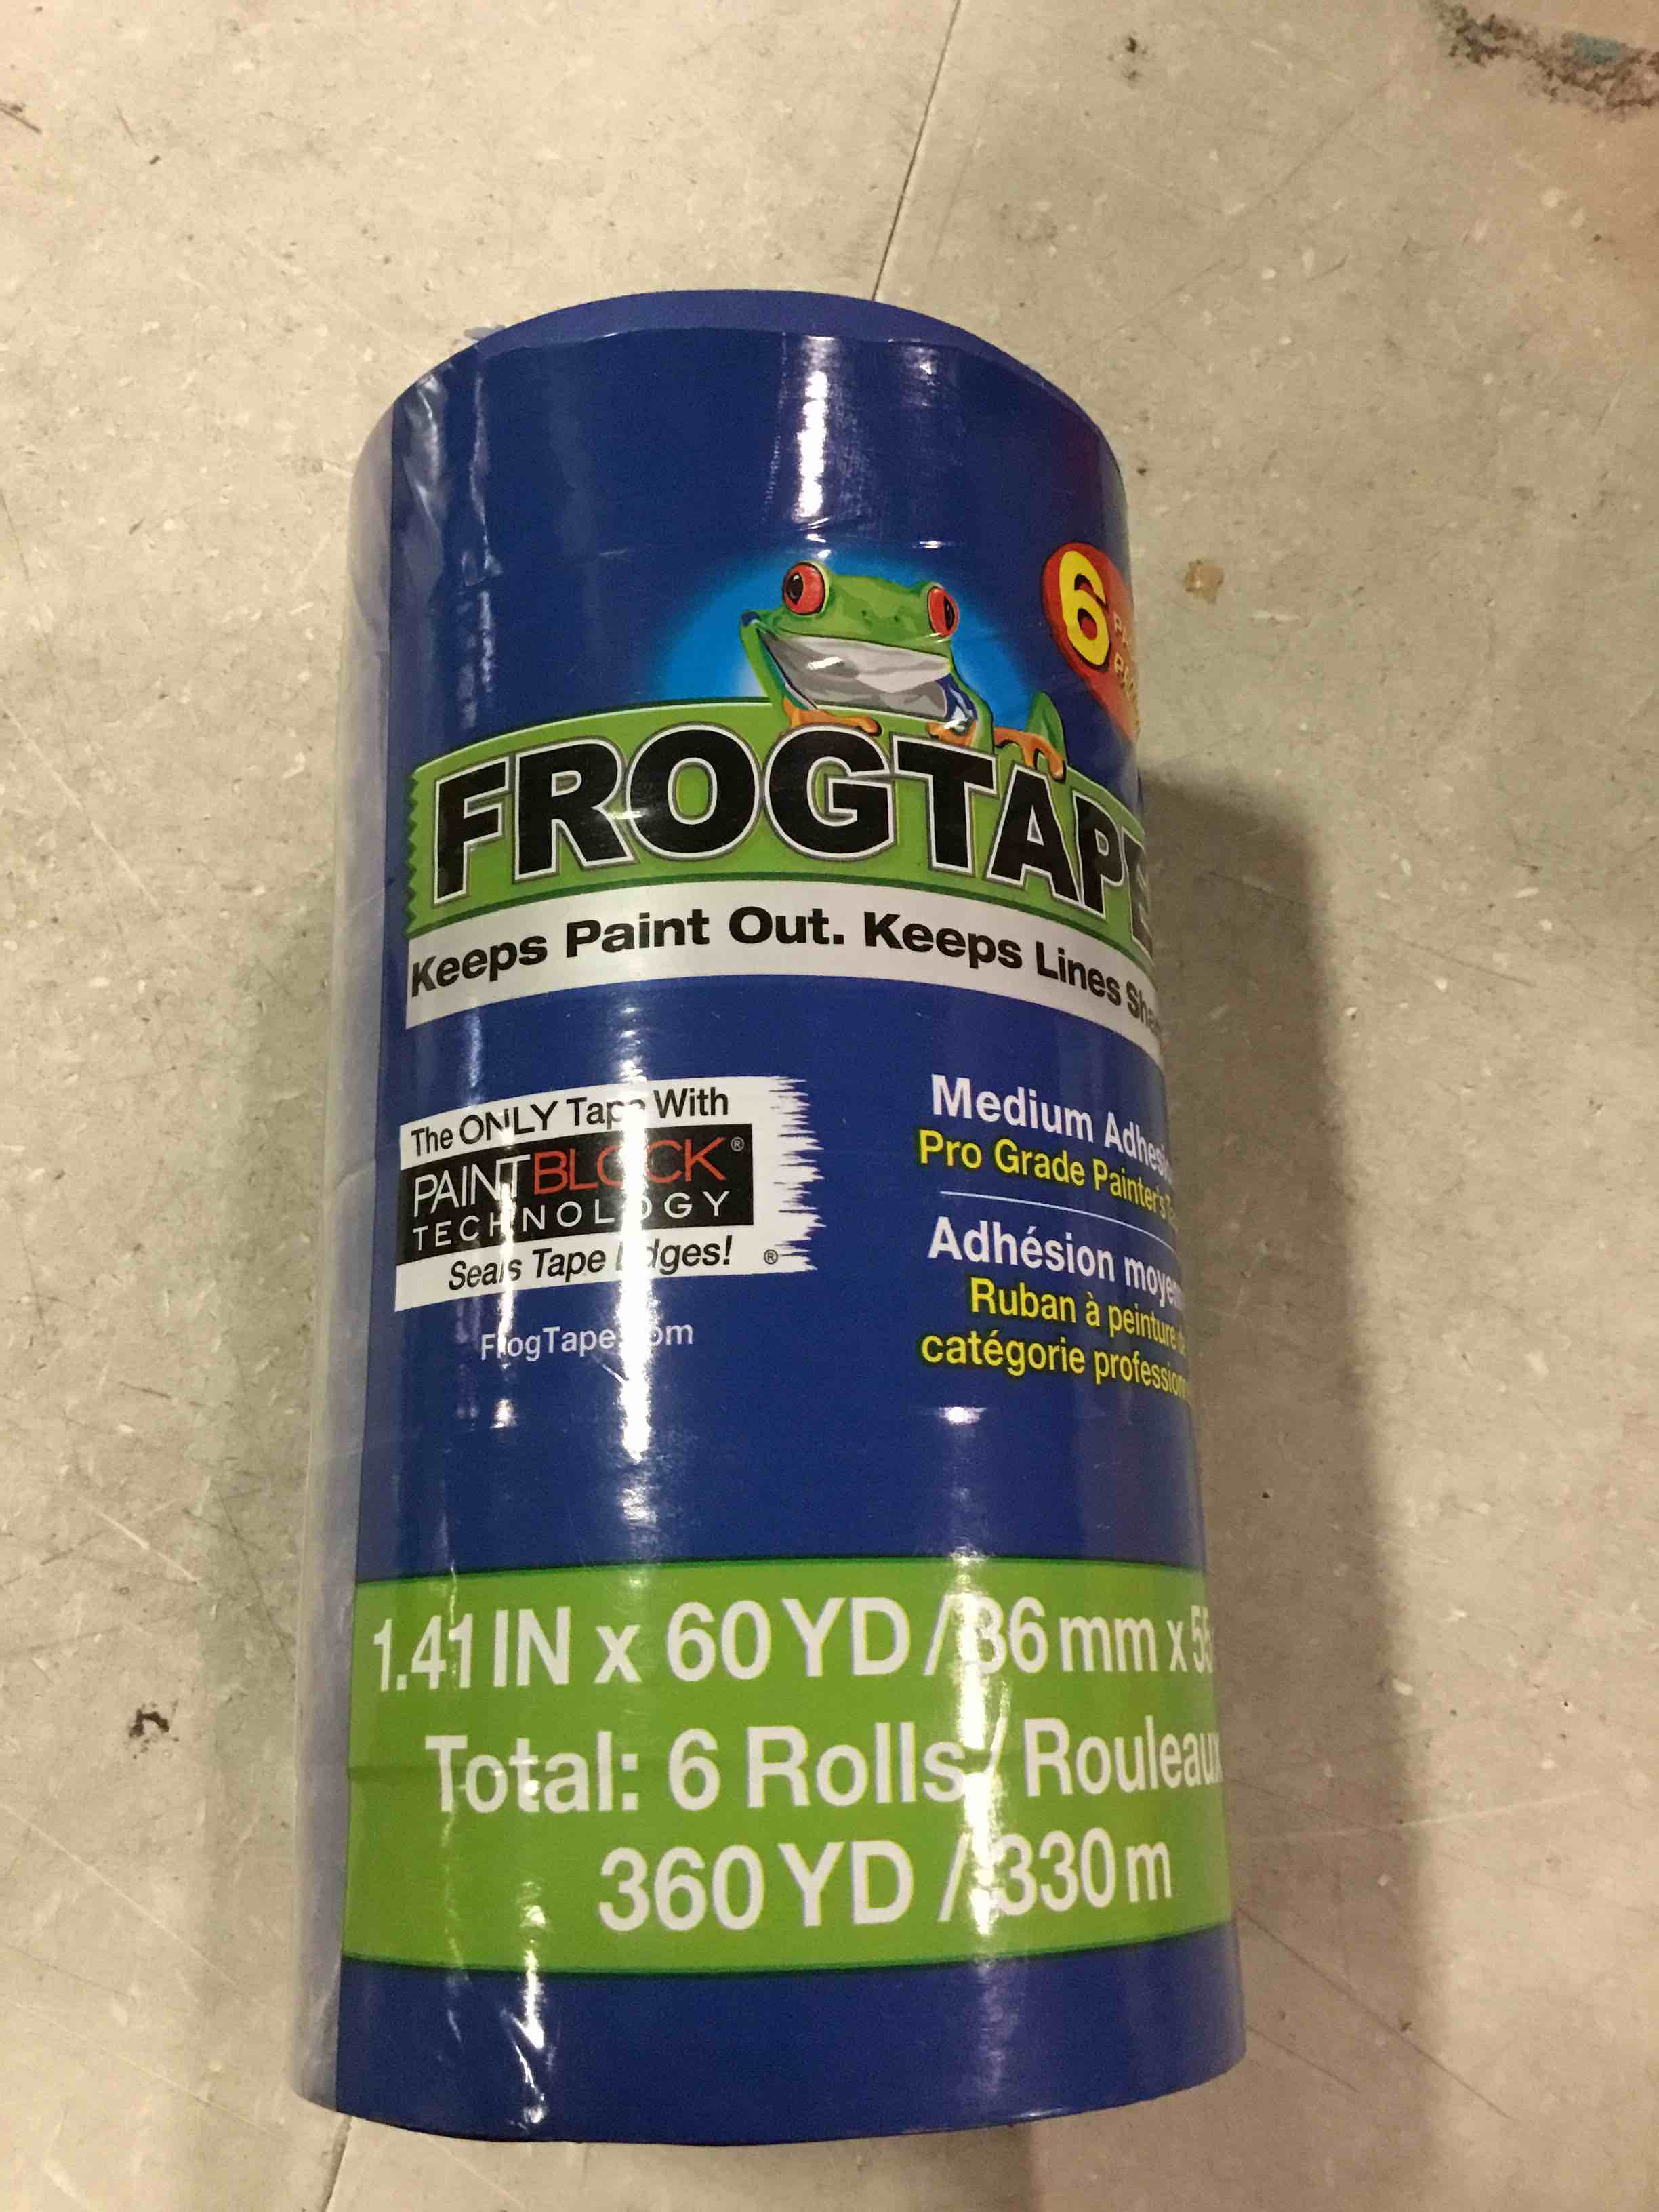 6
FROGTAPE
Keeps Paint Out. Keeps Lines
The ONLY Tape With
PAINTBLOCK®
TECHNOLOGY
Seals Tape Edges! ®
FrogTape.com
Medium
Pro Grade Painter's
Adhésion
Ruban à peinture
catégorie
1.41 IN x 60 YD / 36 mm x
Total: 6 Rolls / Rouleaux
360 YD / 330 m